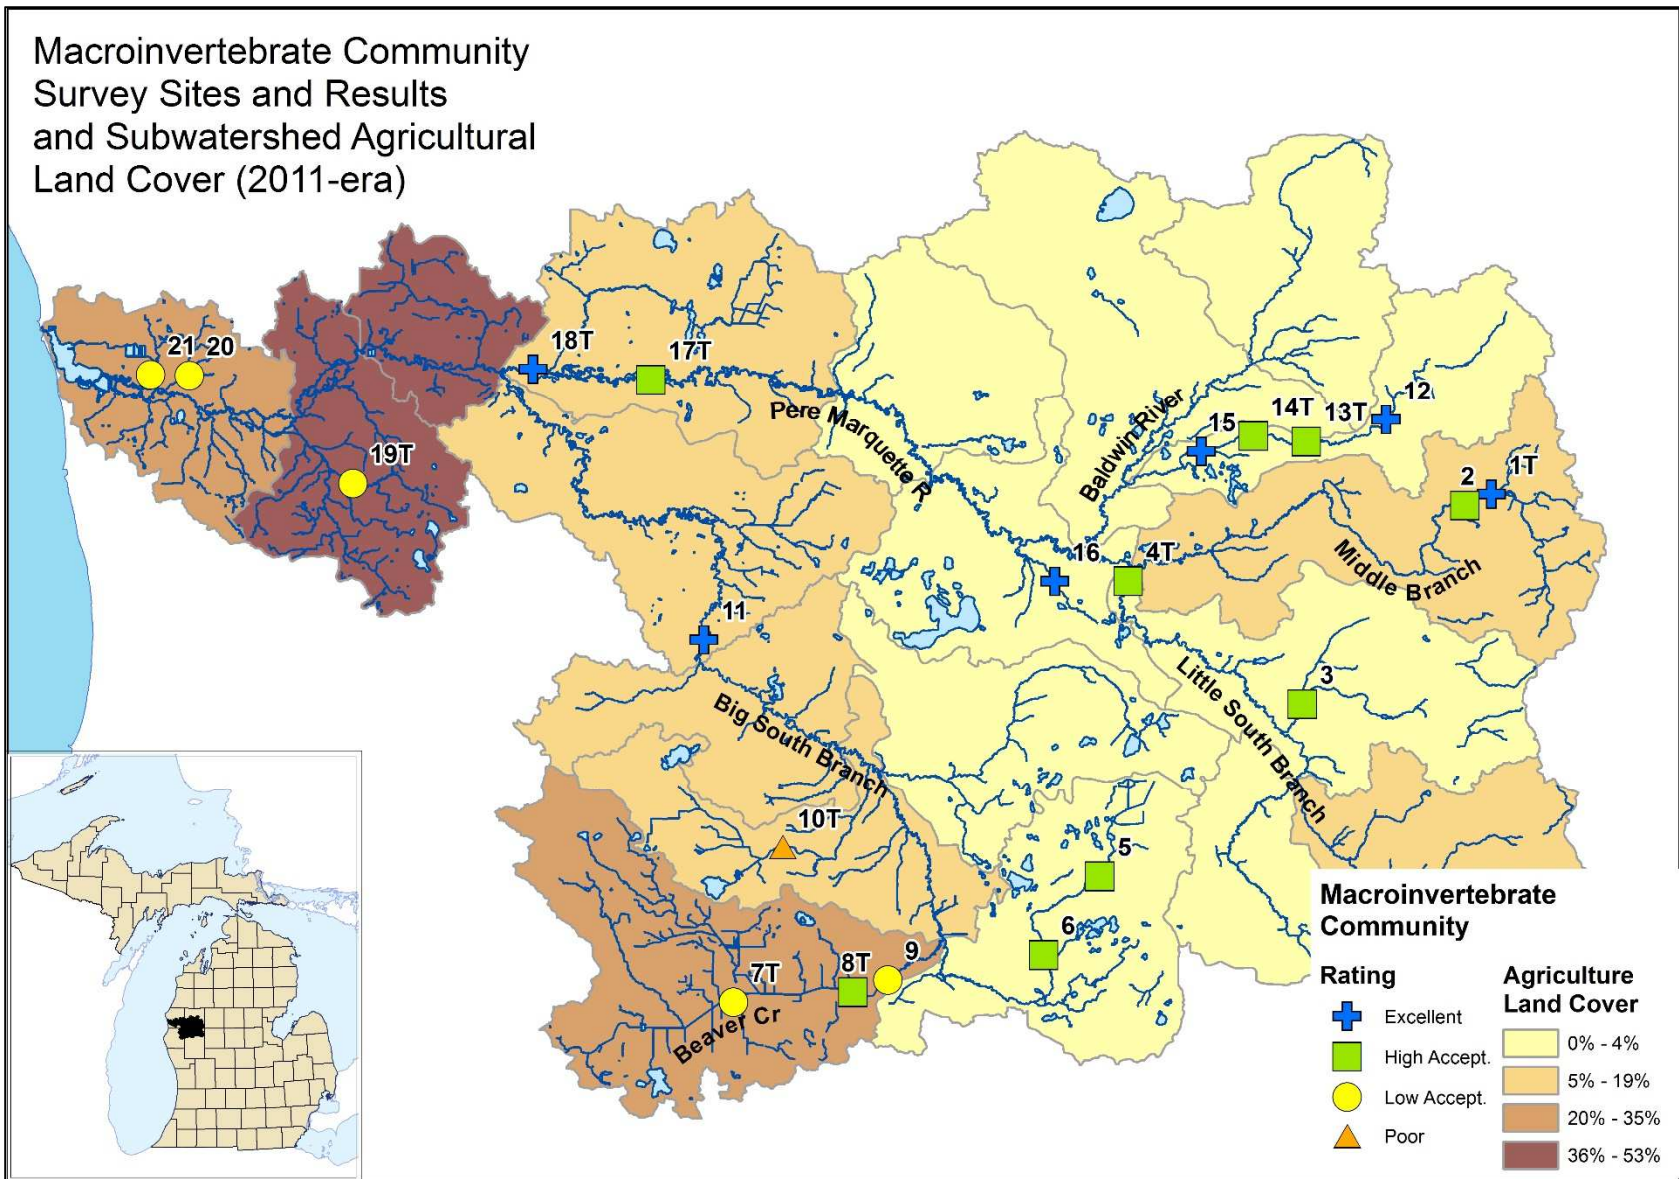 Macroinvertebrate Community
Survey Sites and Results
and Subwatershed Agricultural
Land Cover (2011-era)
21
20
18T
17T
19T
Pere Marquette R
Baldwin River
15
14T
13T
12
2
1T
16
4T
Middle Branch
11
3
Little South Branch
Big South Branch
10T
5
6
7T
8T
9
Beaver Cr
Macroinvertebrate
Community
Rating
Excellent
High Accept.
Low Accept.
Poor
Agriculture
Land Cover
0% - 4%
5% - 19%
20% - 35%
36% - 53%